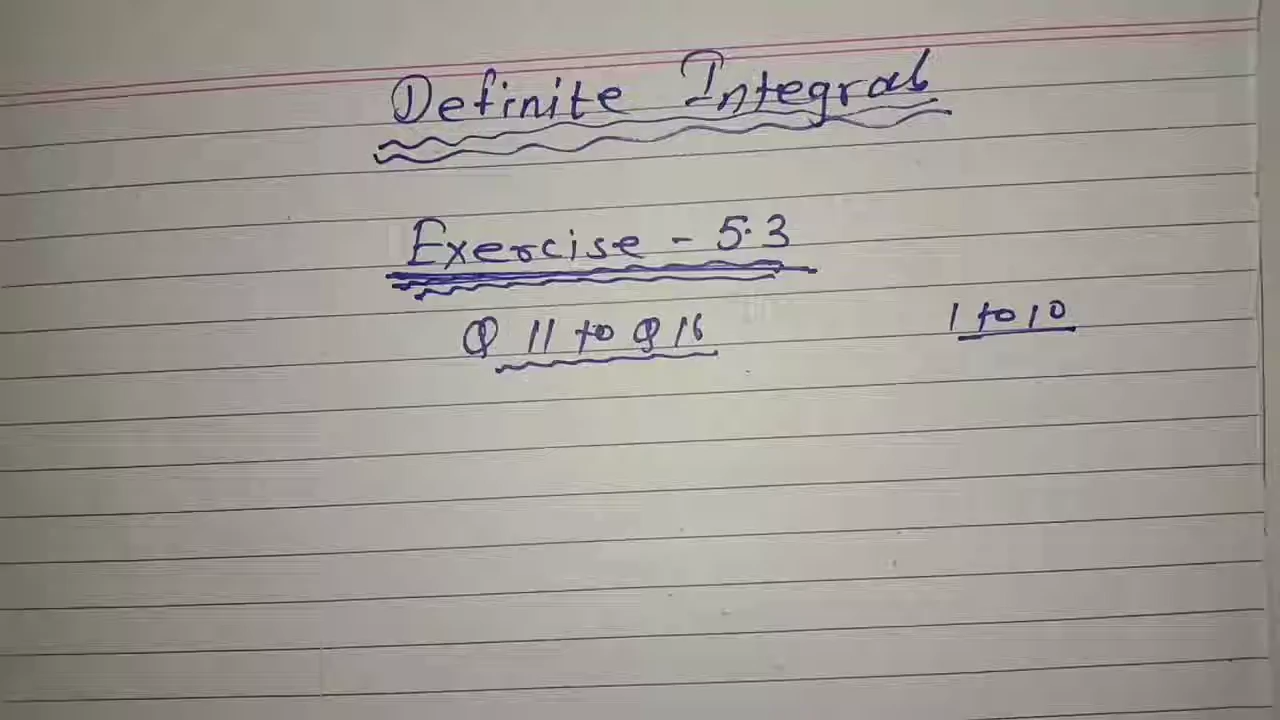 Definite Integral
Exercise - 5.3
Q 11 to Q 16
1 to 10